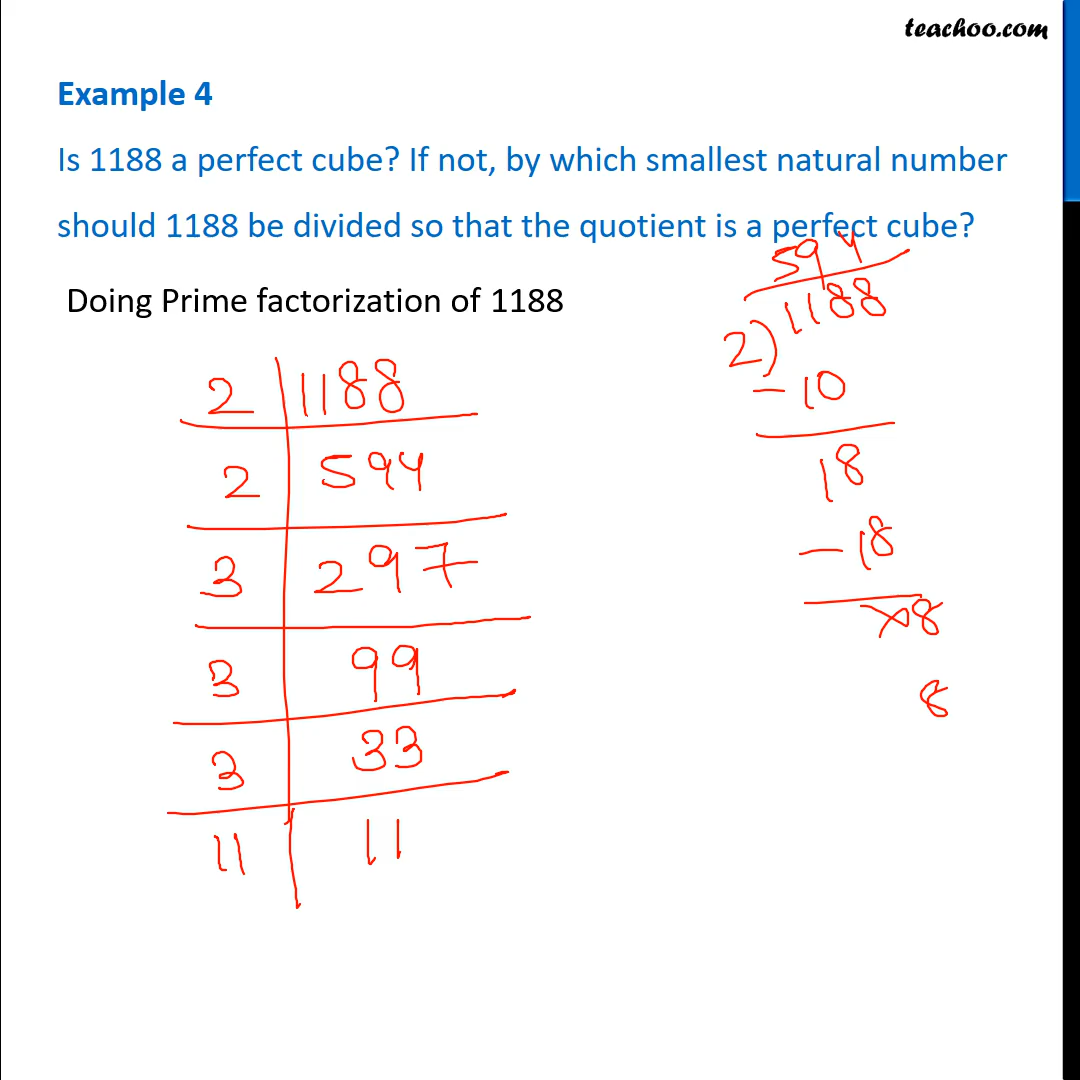 teachoo.com
Example 4
Is 1188 a perfect cube? If not, by which smallest natural number
should 1188 be divided so that the quotient is a perfect cube?
Doing Prime factorization of 1188
2 | 1188
2 | 594
3 | 297
3 | 99
3 | 33
11 | 11
594
2) 1188
-10
18
-18
×8
8